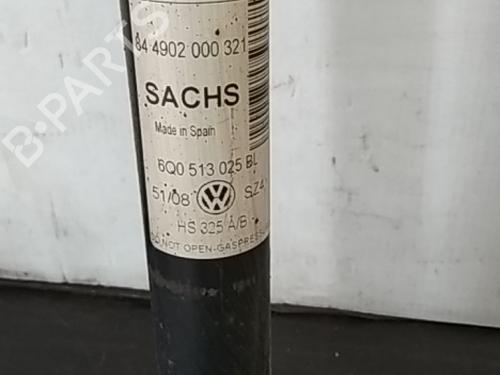 84 4902 000 321
SACHS
Made in Spain
6Q0 513 025 BL
51/08 VW SZ4
HS 325 A/B
DO NOT OPEN-GASPRESS
B-PARTS